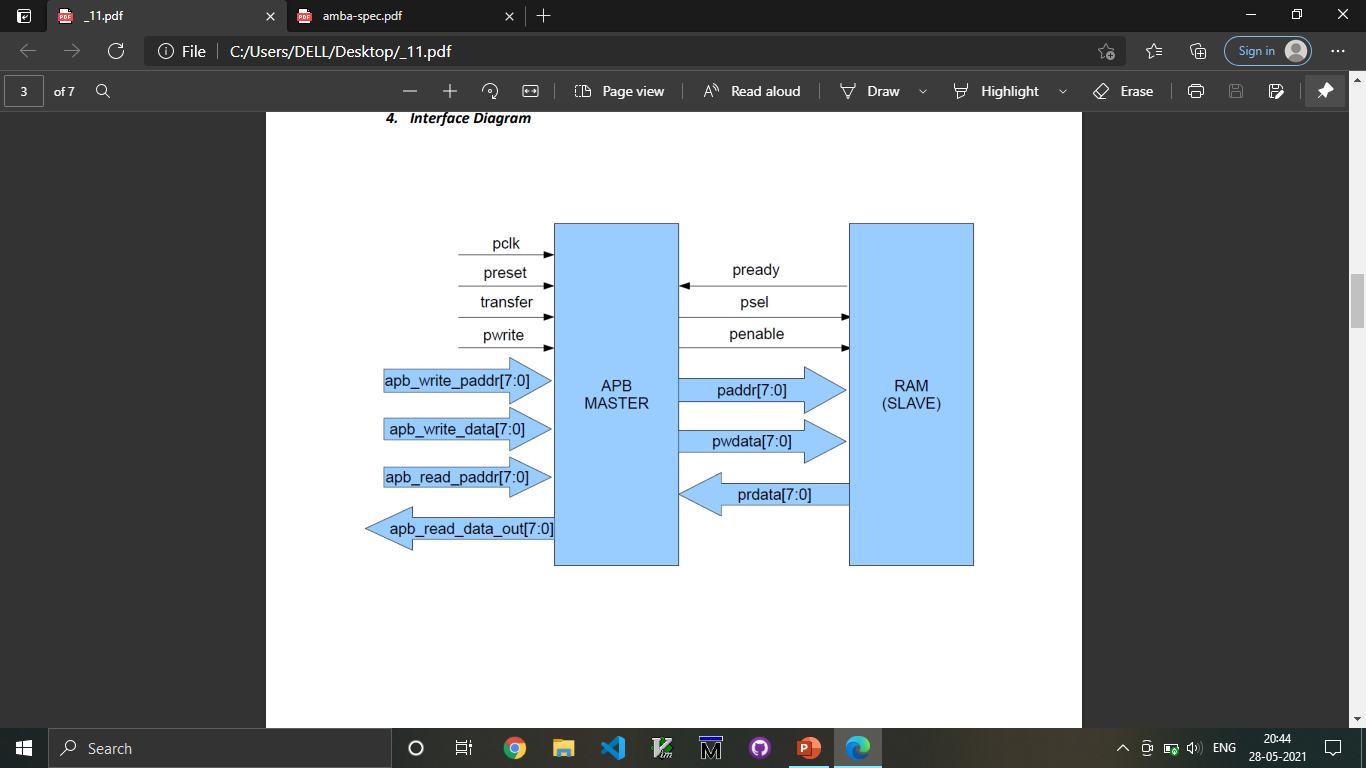 _11.pdf
amba-spec.pdf
File
C:/Users/DELL/Desktop/_11.pdf
Sign in
3 of 7
Page view
Read aloud
Draw
Highlight
Erase
4. Interface Diagram
pclk
preset
transfer
pwrite
apb_write_paddr[7:0]
apb_write_data[7:0]
apb_read_paddr[7:0]
apb_read_data_out[7:0]
APB
MASTER
pready
psel
penable
paddr[7:0]
pwdata[7:0]
prdata[7:0]
RAM
(SLAVE)
Search
ENG
20:44
28-05-2021